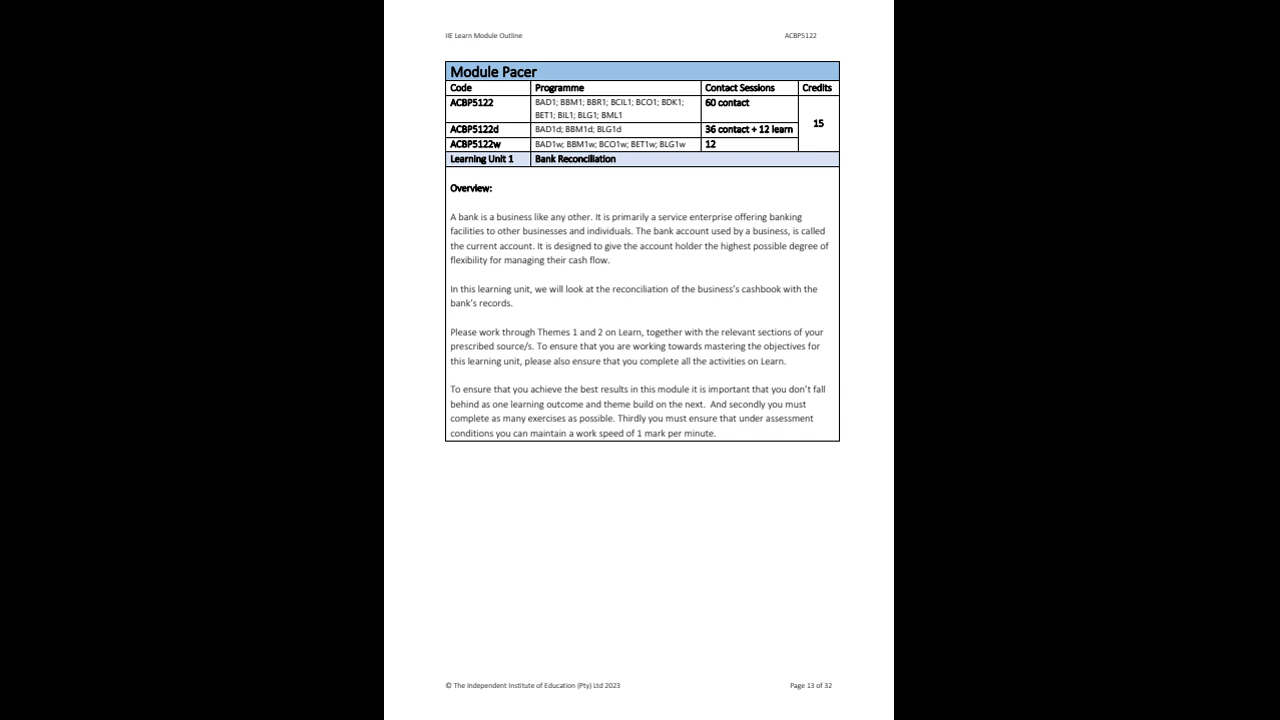 IIE Learn Module Outline ACBP5122
Module Pacer
Code Programme Contact Sessions Credits
ACBP5122 BAD1; BBM1; BBR1; BCIL1; BCO1; BDK1; 60 contact
BET1; BIL1; BLG1; BML1
15
ACBP5122d BAD1d; BBM1d; BLG1d 36 contact + 12 learn
ACBP5122w BAD1w; BBM1w; BCO1w; BET1w; BLG1w 12
Learning Unit 1 Bank Reconciliation
Overview:
A bank is a business like any other. It is primarily a service enterprise offering banking
facilities to other businesses and individuals. The bank account used by a business, is called
the current account. It is designed to give the account holder the highest possible degree of
flexibility for managing their cash flow.
In this learning unit, we will look at the reconciliation of the business's cashbook with the
bank's records.
Please work through Themes 1 and 2 on Learn, together with the relevant sections of your
prescribed source/s. To ensure that you are working towards mastering the objectives for
this learning unit, please also ensure that you complete all the activities on Learn.
To ensure that you achieve the best results in this module it is important that you don't fall
behind as one learning outcome and theme build on the next. And secondly you must
complete as many exercises as possible. Thirdly you must ensure that under assessment
conditions you can maintain a work speed of 1 mark per minute.
© The Independent Institute of Education (Pty) Ltd 2023 Page 13 of 32